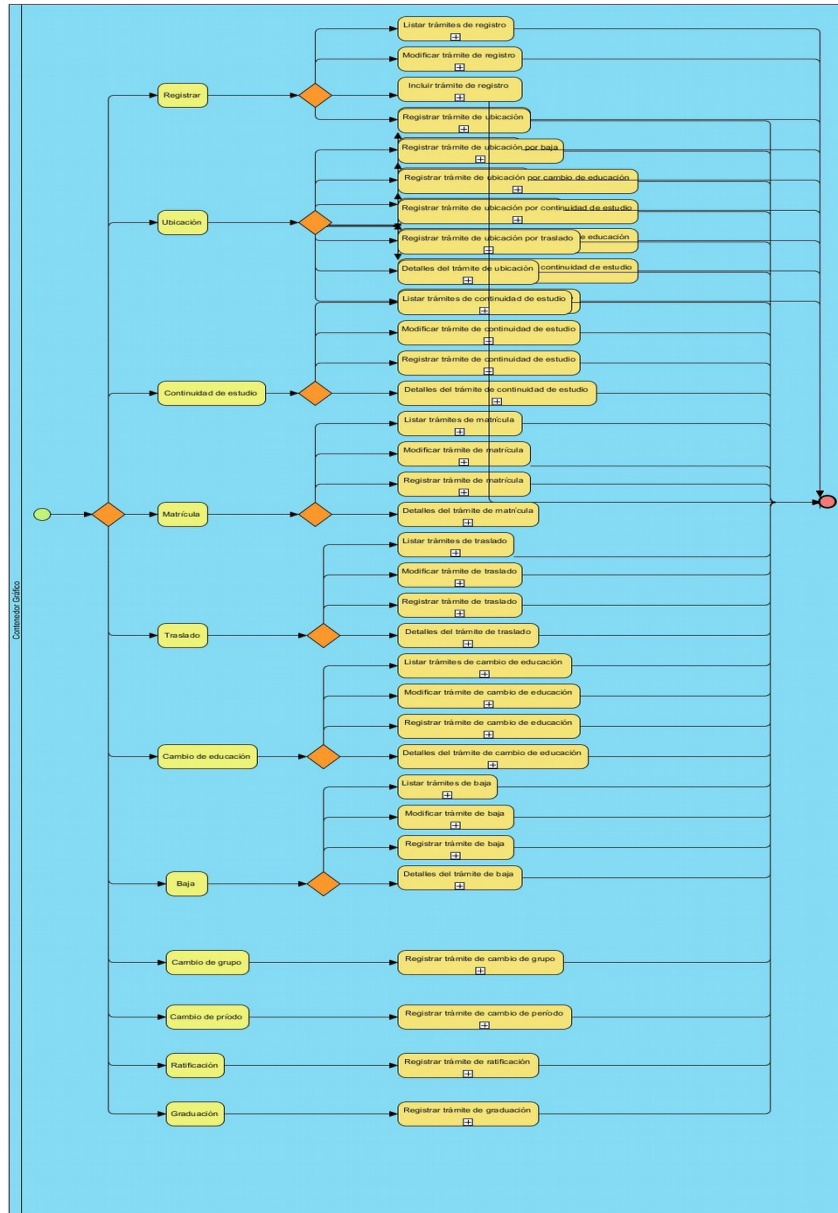 Contenedor Gráfico
Registrar
Listar trámites de registro
Modificar trámite de registro
Incluir trámite de registro
Registrar trámite de ubicación
Ubicación
Registrar trámite de ubicación por baja
Registrar trámite de ubicación por cambio de educación
Registrar trámite de ubicación por continuidad de estudio
Registrar trámite de ubicación por traslado
e educación
Detalles del trámite de ubicación
continuidad de estudio
Continuidad de estudio
Listar trámites de continuidad de estudio
Modificar trámite de continuidad de estudio
Registrar trámite de continuidad de estudio
Detalles del trámite de continuidad de estudio
Matrícula
Listar trámites de matrícula
Modificar trámite de matrícula
Registrar trámite de matrícula
Detalles del trámite de matrícula
Traslado
Listar trámites de traslado
Modificar trámite de traslado
Registrar trámite de traslado
Detalles del trámite de traslado
Cambio de educación
Listar trámites de cambio de educación
Modificar trámite de cambio de educación
Registrar trámite de cambio de educación
Detalles del trámite de cambio de educación
Baja
Listar trámites de baja
Modificar trámite de baja
Registrar trámite de baja
Detalles del trámite de baja
Cambio de grupo
Registrar trámite de cambio de grupo
Cambio de príodo
Registrar trámite de cambio de período
Ratificación
Registrar trámite de ratificación
Graduación
Registrar trámite de graduación